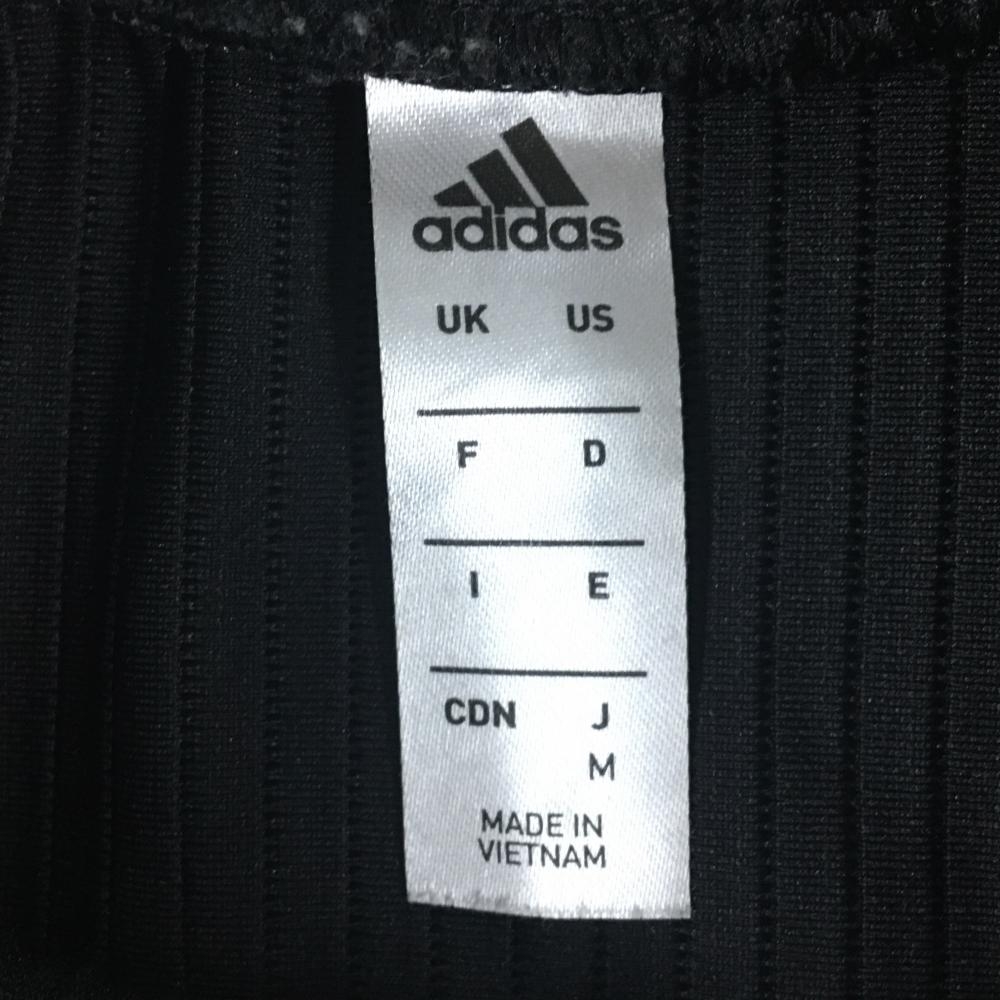 adidas
UK US
F D
I E
CDN J
M
MADE IN
VIETNAM